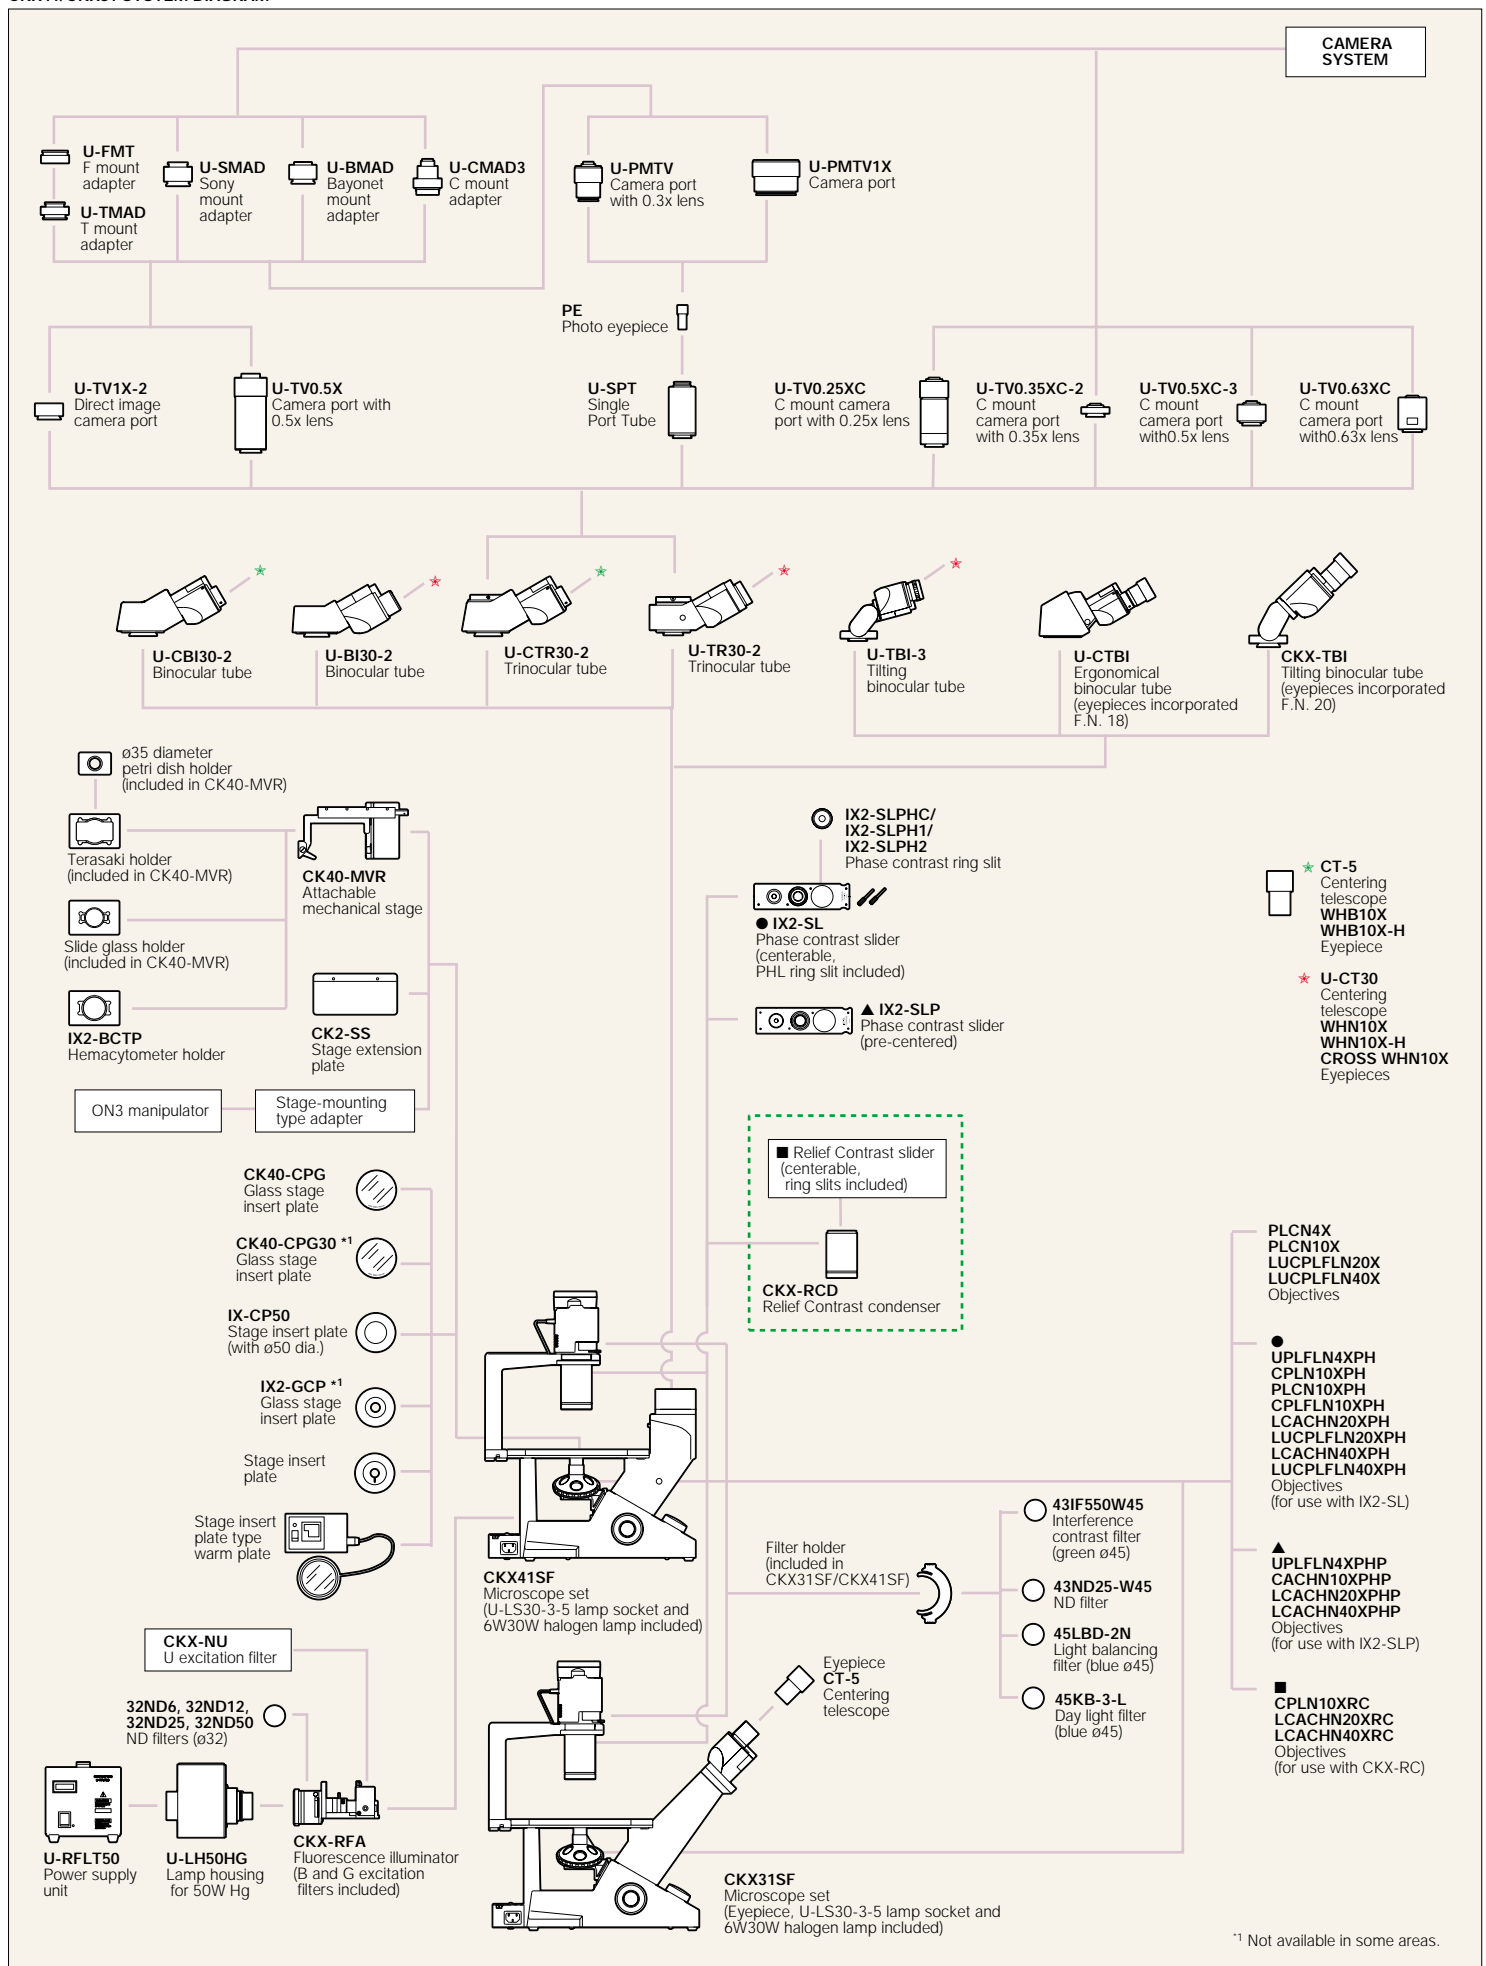 CAMERA
SYSTEM
U-FMT
F mount
adapter
U-TMAD
T mount
adapter
U-SMAD
Sony
mount
adapter
U-BMAD
Bayonet
mount
adapter
U-CMAD3
C mount
adapter
U-PMTV
Camera port
with 0.3x lens
U-PMTV1X
Camera port
PE
Photo eyepiece
U-TV1X-2
Direct image
camera port
U-TV0.5X
Camera port with
0.5x lens
U-SPT
Single
Port Tube
U-TV0.25XC
C mount camera
port with 0.25x lens
U-TV0.35XC-2
C mount
camera port
with 0.35x lens
U-TV0.5XC-3
C mount
camera port
with0.5x lens
U-TV0.63XC
C mount
camera port
with0.63x lens
U-CBI30-2
Binocular tube
U-BI30-2
Binocular tube
U-CTR30-2
Trinocular tube
U-TR30-2
Trinocular tube
U-TBI-3
Tilting
binocular tube
U-CTBI
Ergonomical
binocular tube
(eyepieces incorporated
F.N. 18)
CKX-TBI
Tilting binocular tube
(eyepieces incorporated
F.N. 20)
ø35 diameter
petri dish holder
(included in CK40-MVR)
Terasaki holder
(included in CK40-MVR)
Slide glass holder
(included in CK40-MVR)
IX2-BCTP
Hemacytometer holder
CK40-MVR
Attachable
mechanical stage
CK2-SS
Stage extension
plate
ON3 manipulator
Stage-mounting
type adapter
IX2-SLPHC/
IX2-SLPH1/
IX2-SLPH2
Phase contrast ring slit
● IX2-SL
Phase contrast slider
(centerable,
PHL ring slit included)
▲ IX2-SLP
Phase contrast slider
(pre-centered)
CT-5
Centering
telescope
WHB10X
WHB10X-H
Eyepiece
U-CT30
Centering
telescope
WHN10X
WHN10X-H
CROSS WHN10X
Eyepieces
■ Relief Contrast slider
(centerable,
ring slits included)
CKX-RCD
Relief Contrast condenser
CK40-CPG
Glass stage
insert plate
CK40-CPG30 *1
Glass stage
insert plate
IX-CP50
Stage insert plate
(with ø50 dia.)
IX2-GCP *1
Glass stage
insert plate
Stage insert
plate
Stage insert
plate type
warm plate
CKX41SF
Microscope set
(U-LS30-3-5 lamp socket and
6W30W halogen lamp included)
PLCN4X
PLCN10X
LUCPLFLN20X
LUCPLFLN40X
Objectives
●
UPLFLN4XPH
CPLN10XPH
PLCN10XPH
CPLFLN10XPH
LCACHN20XPH
LUCPLFLN20XPH
LCACHN40XPH
LUCPLFLN40XPH
Objectives
(for use with IX2-SL)
▲
UPLFLN4XPHP
CACHN10XPHP
LCACHN20XPHP
LCACHN40XPHP
Objectives
(for use with IX2-SLP)
■
CPLN10XRC
LCACHN20XRC
LCACHN40XRC
Objectives
(for use with CKX-RC)
Filter holder
(included in
CKX31SF/CKX41SF)
43IF550W45
Interference
contrast filter
(green ø45)
43ND25-W45
ND filter
45LBD-2N
Light balancing
filter (blue ø45)
45KB-3-L
Day light filter
(blue ø45)
CKX-NU
U excitation filter
32ND6, 32ND12,
32ND25, 32ND50
ND filters (ø32)
U-RFLT50
Power supply
unit
U-LH50HG
Lamp housing
for 50W Hg
CKX-RFA
Fluorescence illuminator
(B and G excitation
filters included)
Eyepiece
CT-5
Centering
telescope
CKX31SF
Microscope set
(Eyepiece, U-LS30-3-5 lamp socket and
6W30W halogen lamp included)
*1 Not available in some areas.